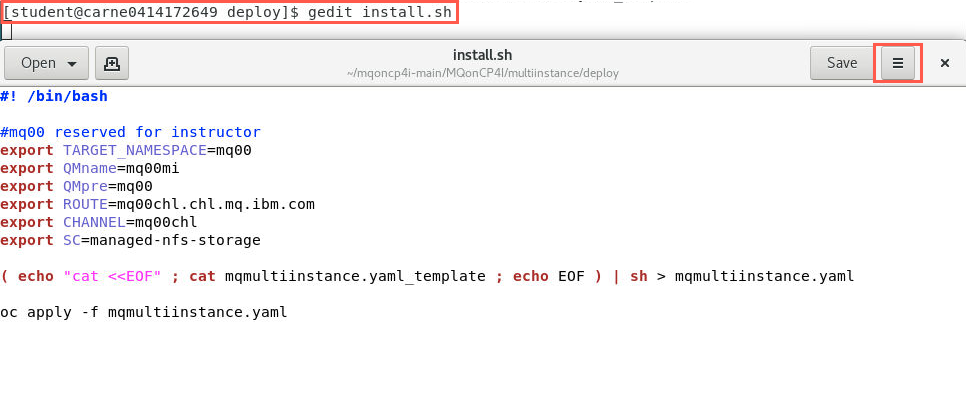 [student@carne0414172649 deploy]$ gedit install.sh
Open
install.sh
~/mqoncp4i-main/MQonCP4I/multiinstance/deploy
Save
#! /bin/bash
#mq00 reserved for instructor
export TARGET_NAMESPACE=mq00
export QMname=mq00mi
export QMpre=mq00
export ROUTE=mq00chl.chl.mq.ibm.com
export CHANNEL=mq00chl
export SC=managed-nfs-storage
( echo "cat <<EOF" ; cat mqmultiinstance.yaml_template ; echo EOF ) | sh > mqmultiinstance.yaml
oc apply -f mqmultiinstance.yaml